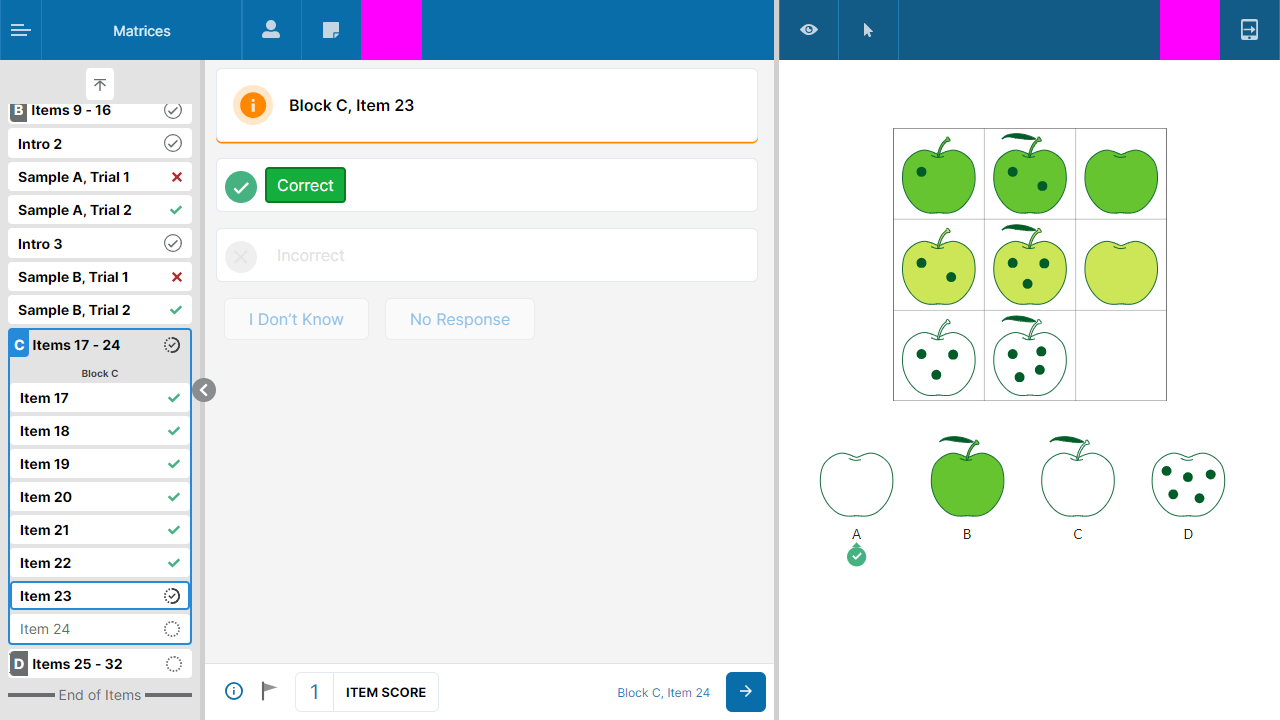 Matrices
B Items 9 - 16
Intro 2
Sample A, Trial 1
Sample A, Trial 2
Intro 3
Sample B, Trial 1
Sample B, Trial 2
C Items 17 - 24
Block C
Item 17
Item 18
Item 19
Item 20
Item 21
Item 22
Item 23
Item 24
D Items 25 - 32
End of Items
Block C, Item 23
Correct
Incorrect
I Don't Know
No Response
1 ITEM SCORE
Block C, Item 24
A B C D